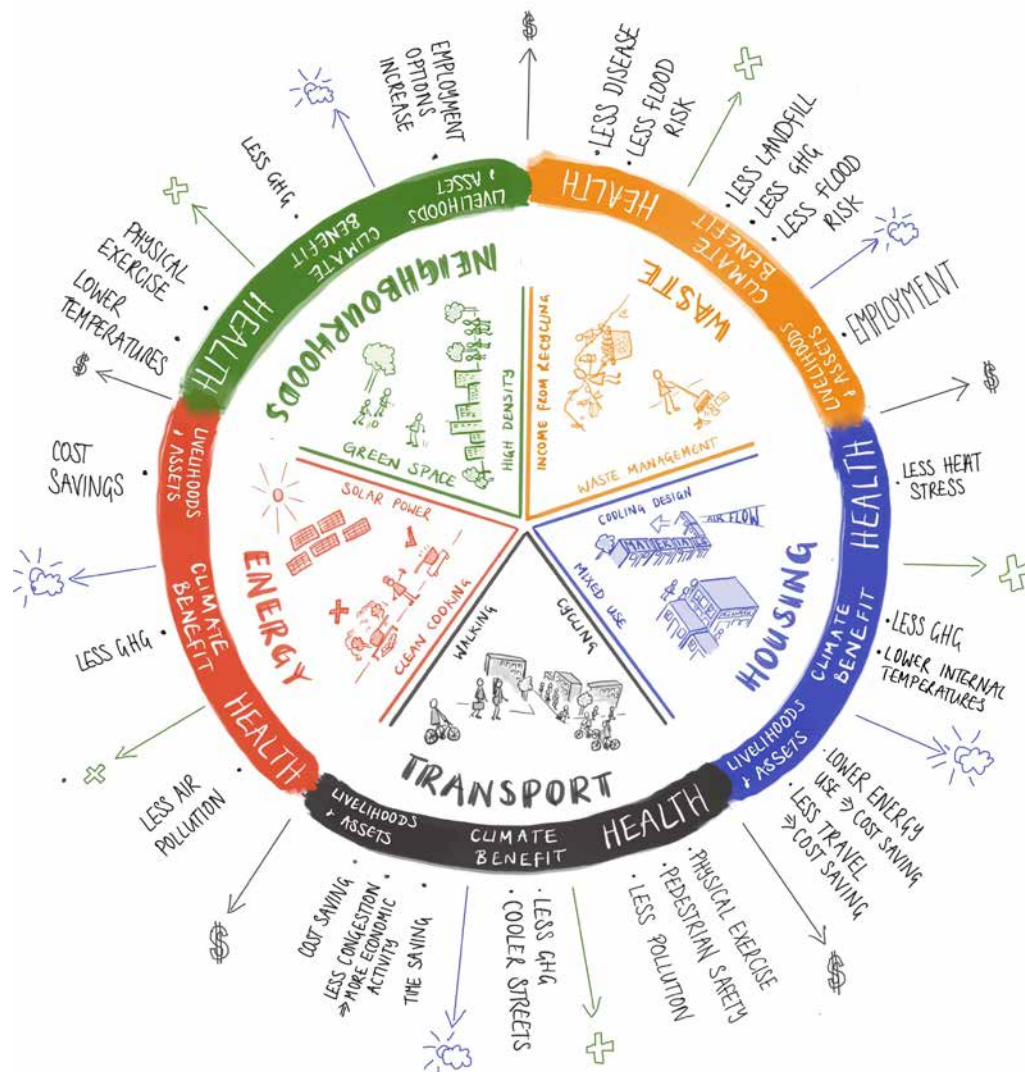 $
EMPLOYMENT
OPTIONS
INCREASE
• LESS DISEASE
• LESS FLOOD
RISK
• LESS LANDFILL
• LESS GHG
• LESS FLOOD
RISK
• EMPLOYMENT
$
HEALTH
CLIMATE
BENEFIT
LIVELIHOODS
& ASSETS
WASTE
INCOME FROM RECYCLING
WASTE MANAGEMENT
HEALTH
CLIMATE BENEFIT
LIVELIHOODS
& ASSETS
• LESS HEAT
STRESS
• LESS GHG
• LOWER INTERNAL
TEMPERATURES
• LOWER ENERGY
USE ⇒ COST SAVING
• LESS TRAVEL
⇒ COST SAVING
$
HOUSING
COOLING DESIGN
AIR FLOW
MATERIALS
MIXED USE
TRANSPORT
WALKING
CYCLING
HEALTH
CLIMATE
BENEFIT
LIVELIHOODS
& ASSETS
• PHYSICAL EXERCISE
• PEDESTRIAN SAFETY
• LESS POLLUTION
• LESS GHG
• COOLER STREETS
• TIME SAVING
• LESS CONGESTION
⇒ MORE ECONOMIC
ACTIVITY
COST SAVING
$
ENERGY
SOLAR POWER
CLEAN COOKING
HEALTH
CLIMATE
BENEFIT
LIVELIHOODS
& ASSETS
• LESS AIR
POLLUTION
LESS GHG •
COST
SAVINGS •
$
NEIGHBOURHOODS
GREEN SPACE
HIGH DENSITY
HEALTH
CLIMATE
BENEFIT
LIVELIHOODS
& ASSET
PHYSICAL
EXERCISE
LOWER
TEMPERATURES
LESS GHG